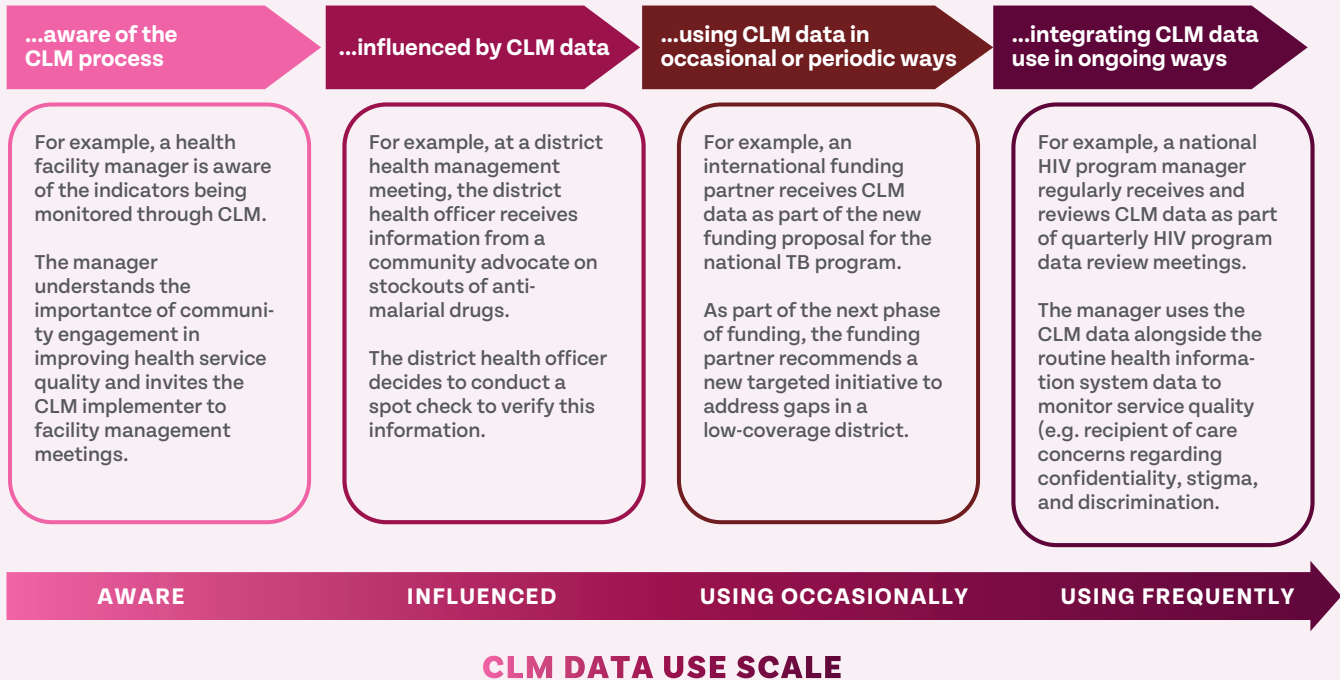 ...aware of the
CLM process
...influenced by CLM data
...using CLM data in
occasional or periodic ways
...integrating CLM data
use in ongoing ways
For example, a health
facility manager is aware
of the indicators being
monitored through CLM.
The manager
understands the
importantce of communi-
ty engagement in
improving health service
quality and invites the
CLM implementer to
facility management
meetings.
For example, at a district
health management
meeting, the district
health officer receives
information from a
community advocate on
stockouts of anti-
malarial drugs.
The district health officer
decides to conduct a
spot check to verify this
information.
For example, an
international funding
partner receives CLM
data as part of the new
funding proposal for the
national TB program.
As part of the next phase
of funding, the funding
partner recommends a
new targeted initiative to
address gaps in a
low-coverage district.
For example, a national
HIV program manager
regularly receives and
reviews CLM data as part
of quarterly HIV program
data review meetings.
The manager uses the
CLM data alongside the
routine health informa-
tion system data to
monitor service quality
(e.g. recipient of care
concerns regarding
confidentiality, stigma,
and discrimination.
AWARE
INFLUENCED
USING OCCASIONALLY
USING FREQUENTLY
CLM DATA USE SCALE